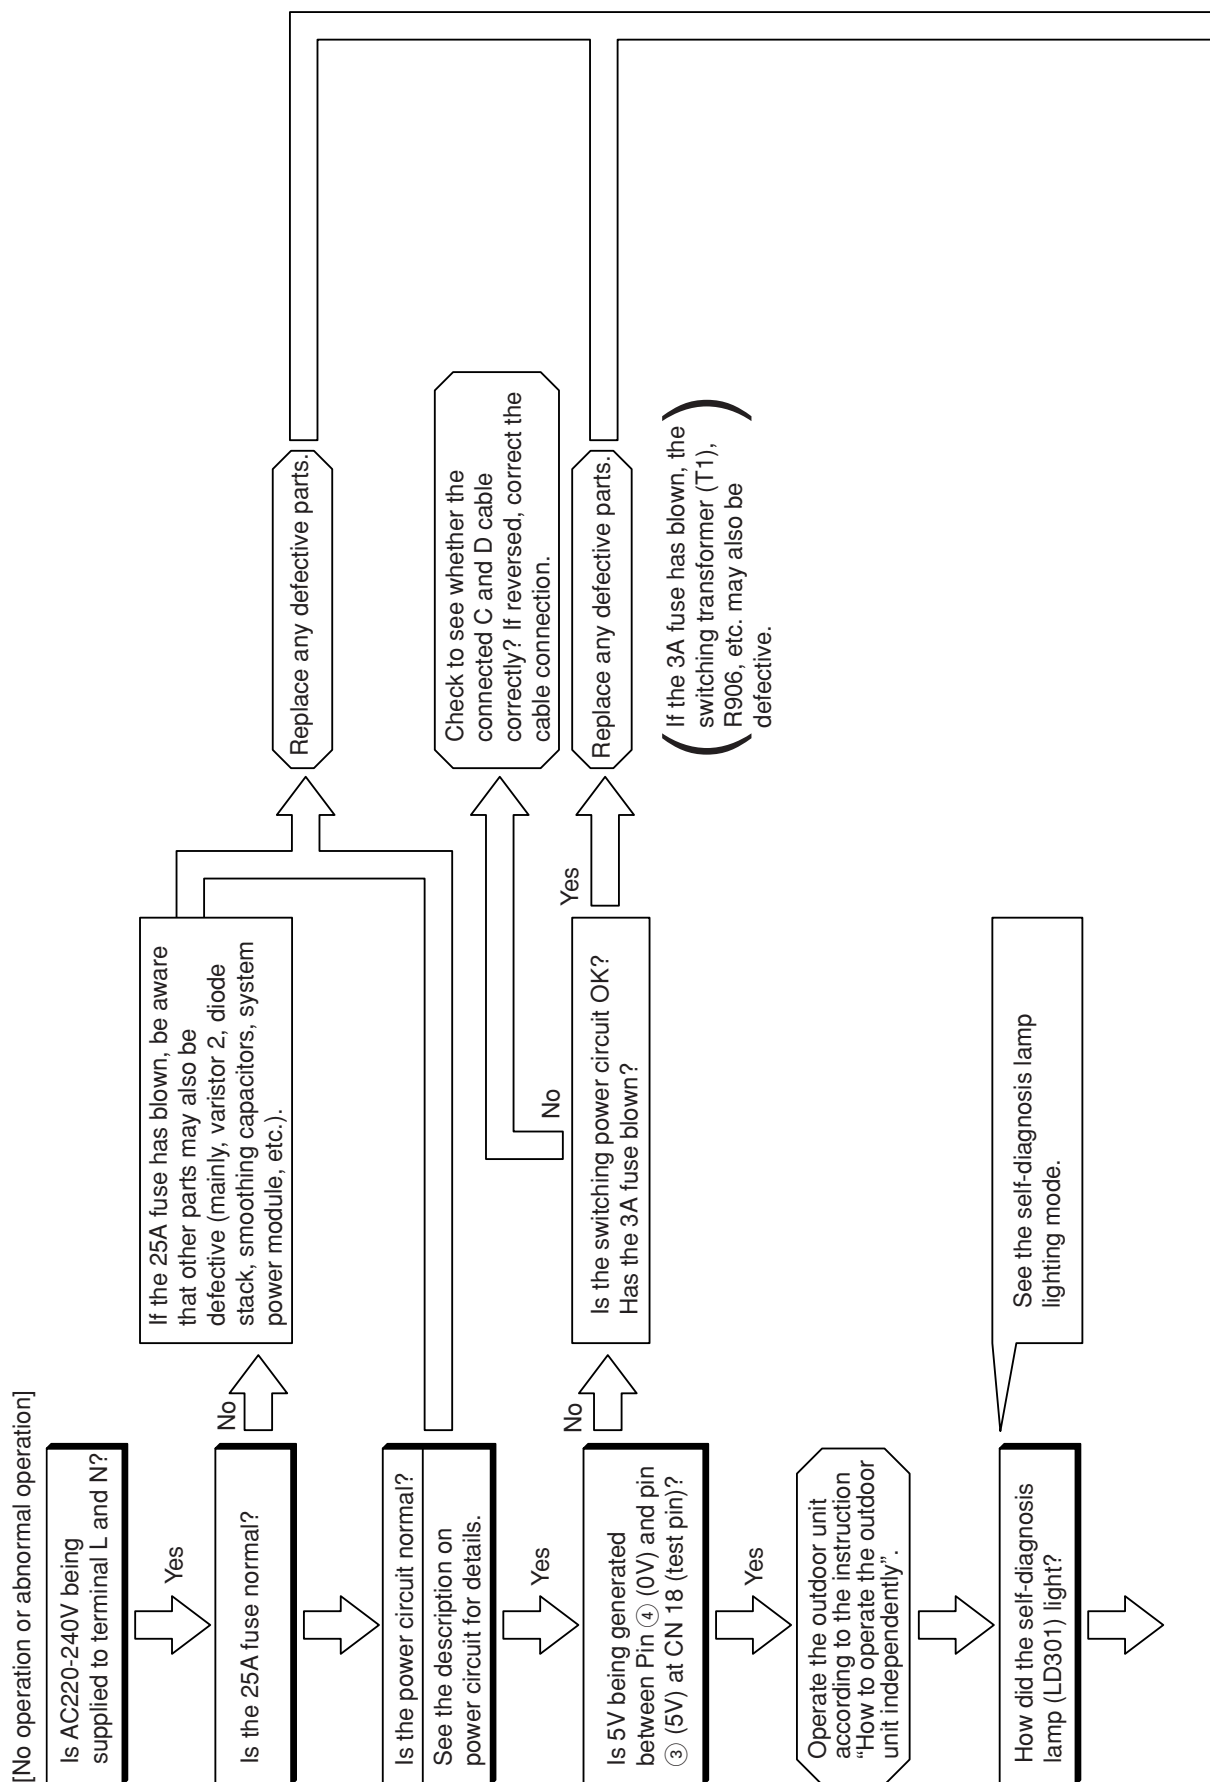 [No operation or abnormal operation]
Is AC220-240V being
supplied to terminal L and N?
Yes
Is the 25A fuse normal?
No
If the 25A fuse has blown, be aware
that other parts may also be
defective (mainly, varistor 2, diode
stack, smoothing capacitors, system
power module, etc.).
Replace any defective parts.
Is the power circuit normal?
See the description on
power circuit for details.
Yes
Is 5V being generated
between Pin ④ (0V) and pin
③ (5V) at CN 18 (test pin)?
No
Is the switching power circuit OK?
Has the 3A fuse blown?
No
Check to see whether the
connected C and D cable
correctly? If reversed, correct the
cable connection.
Yes
Replace any defective parts.
If the 3A fuse has blown, the
switching transformer (T1),
R906, etc. may also be
defective.
Yes
Operate the outdoor unit
according to the instruction
“How to operate the outdoor
unit independently”.
How did the self-diagnosis
lamp (LD301) light?
See the self-diagnosis lamp
lighting mode.